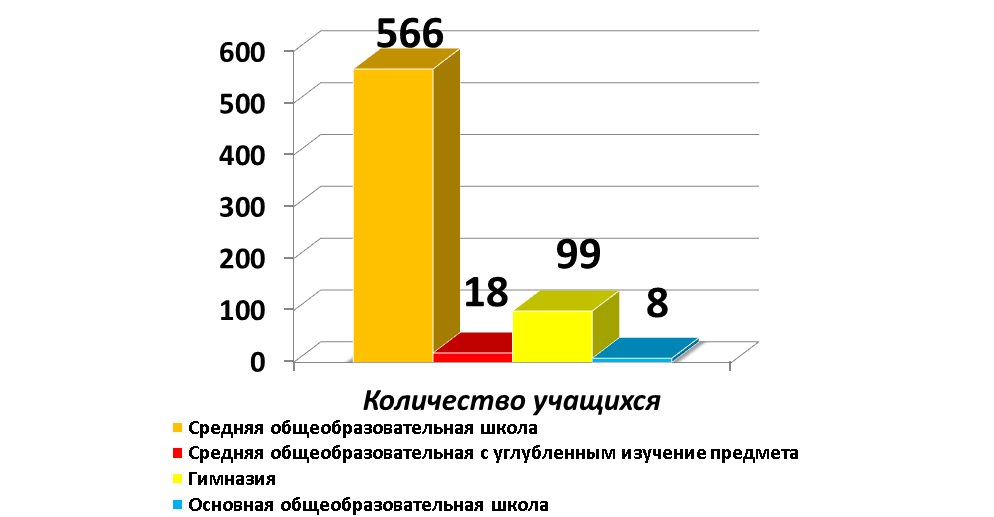 566
600
500
400
300
200
100
0
18
99
8
Количество учащихся
Средняя общеобразовательная школа
Средняя общеобразовательная с углубленным изучение предмета
Гимназия
Основная общеобразовательная школа